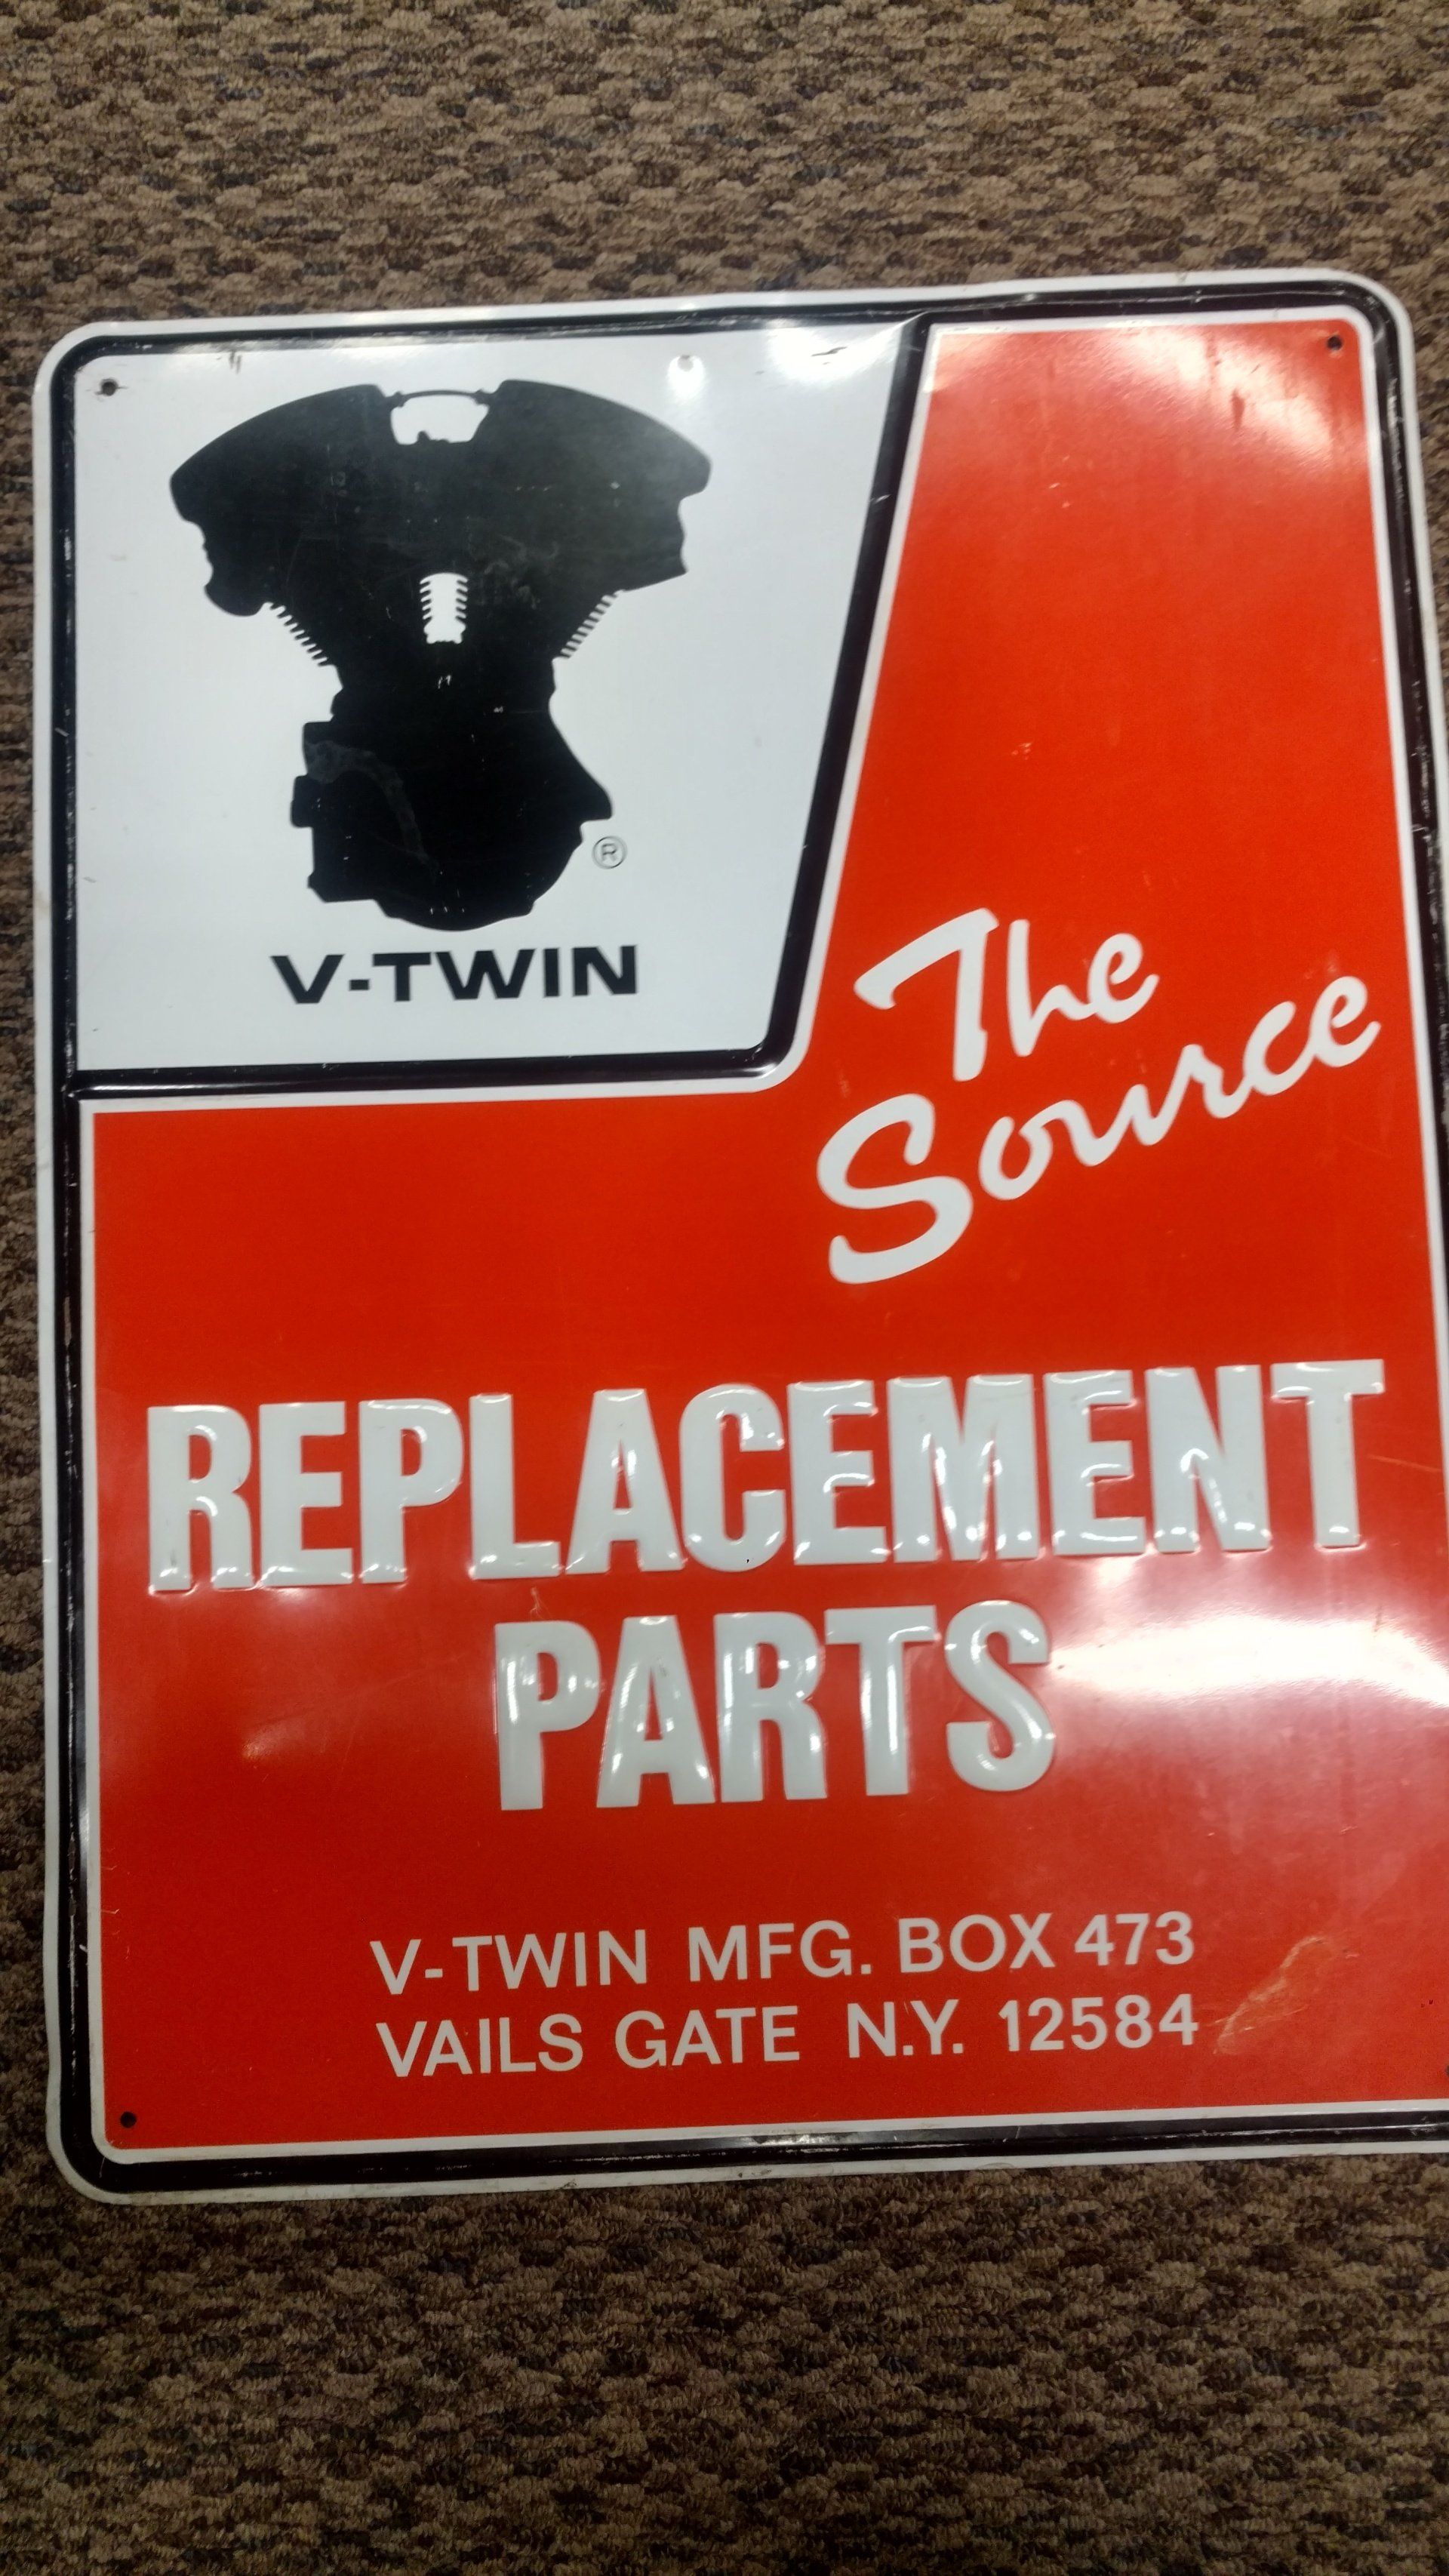 ®
V-TWIN
The
Source
REPLACEMENT
PARTS
V-TWIN MFG. BOX 473
VAILS GATE N.Y. 12584